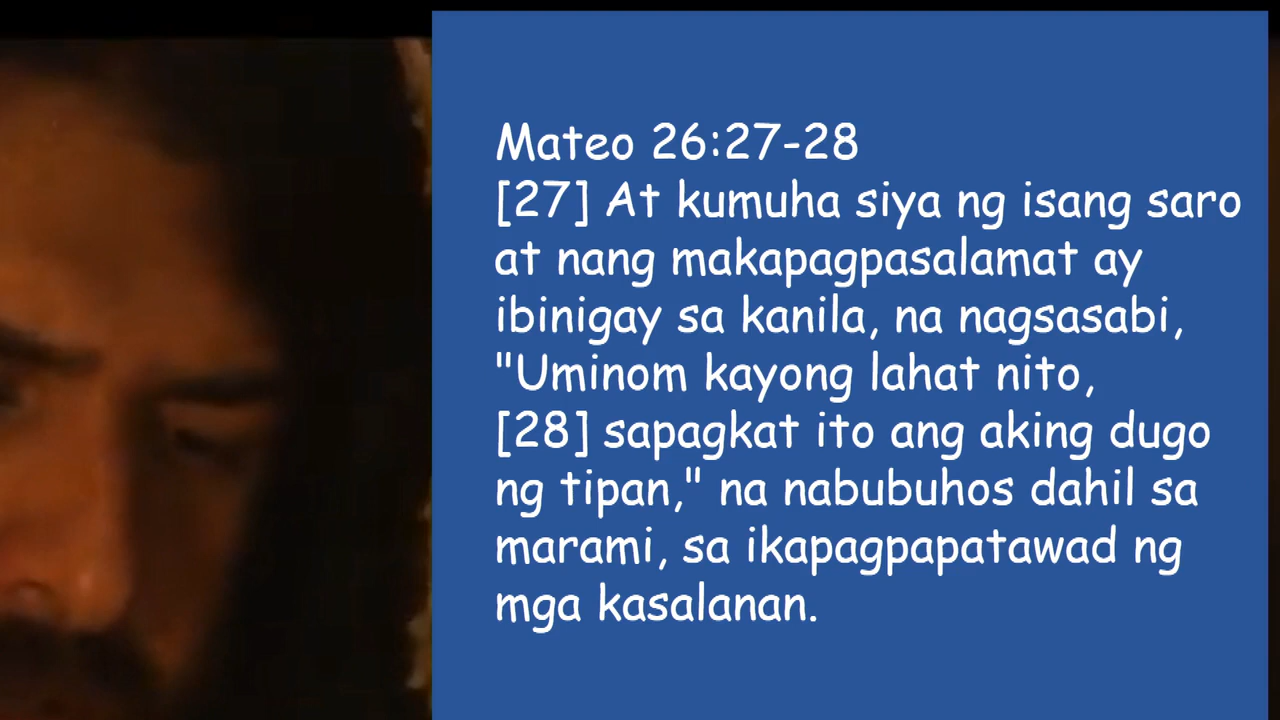 Mateo 26:27-28
[27] At kumuha siya ng isang saro
at nang makapagpasalamat ay
ibinigay sa kanila, na nagsasabi,
"Uminom kayong lahat nito,
[28] sapagkat ito ang aking dugo
ng tipan," na nabubuhos dahil sa
marami, sa ikapagpapatawad ng
mga kasalanan.